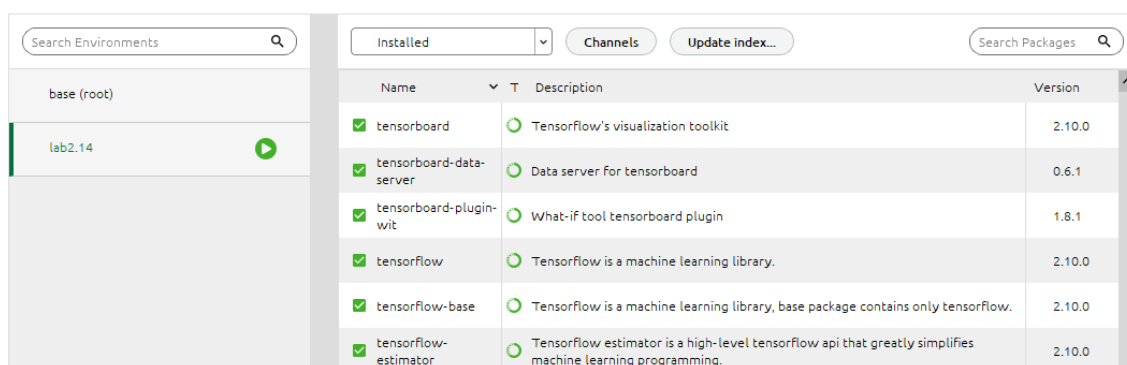 Search Environments
base (root)
lab2.14
Installed
Channels
Update index...
Search Packages
Name T Description Version
tensorboard Tensorflow's visualization toolkit 2.10.0
tensorboard-data-
server
Data server for tensorboard 0.6.1
tensorboard-plugin-
wit
What-if tool tensorboard plugin 1.8.1
tensorflow Tensorflow is a machine learning library. 2.10.0
tensorflow-base Tensorflow is a machine learning library, base package contains only tensorflow. 2.10.0
tensorflow-
estimator
Tensorflow estimator is a high-level tensorflow api that greatly simplifies
machine learning programming.
2.10.0